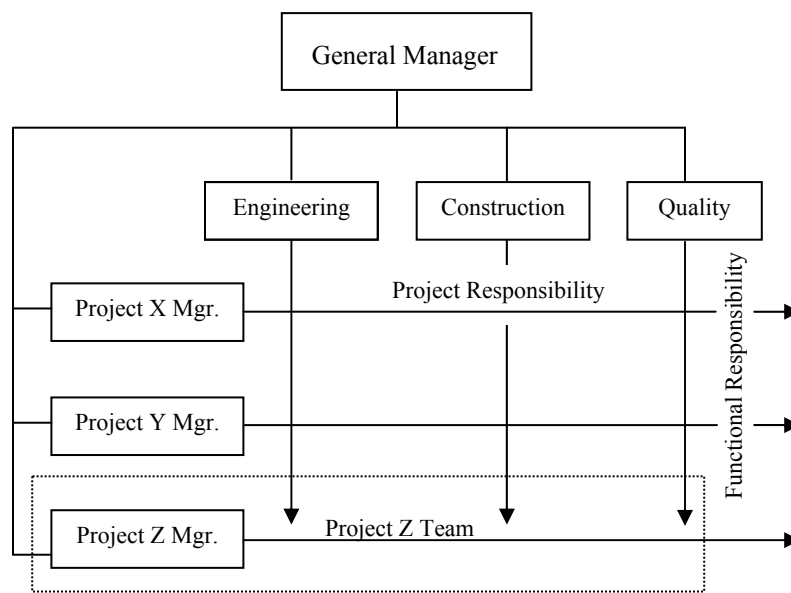 General Manager
Engineering
Construction
Quality
Project X Mgr.
Project Responsibility
Functional Responsibility
Project Y Mgr.
Project Z Mgr.
Project Z Team